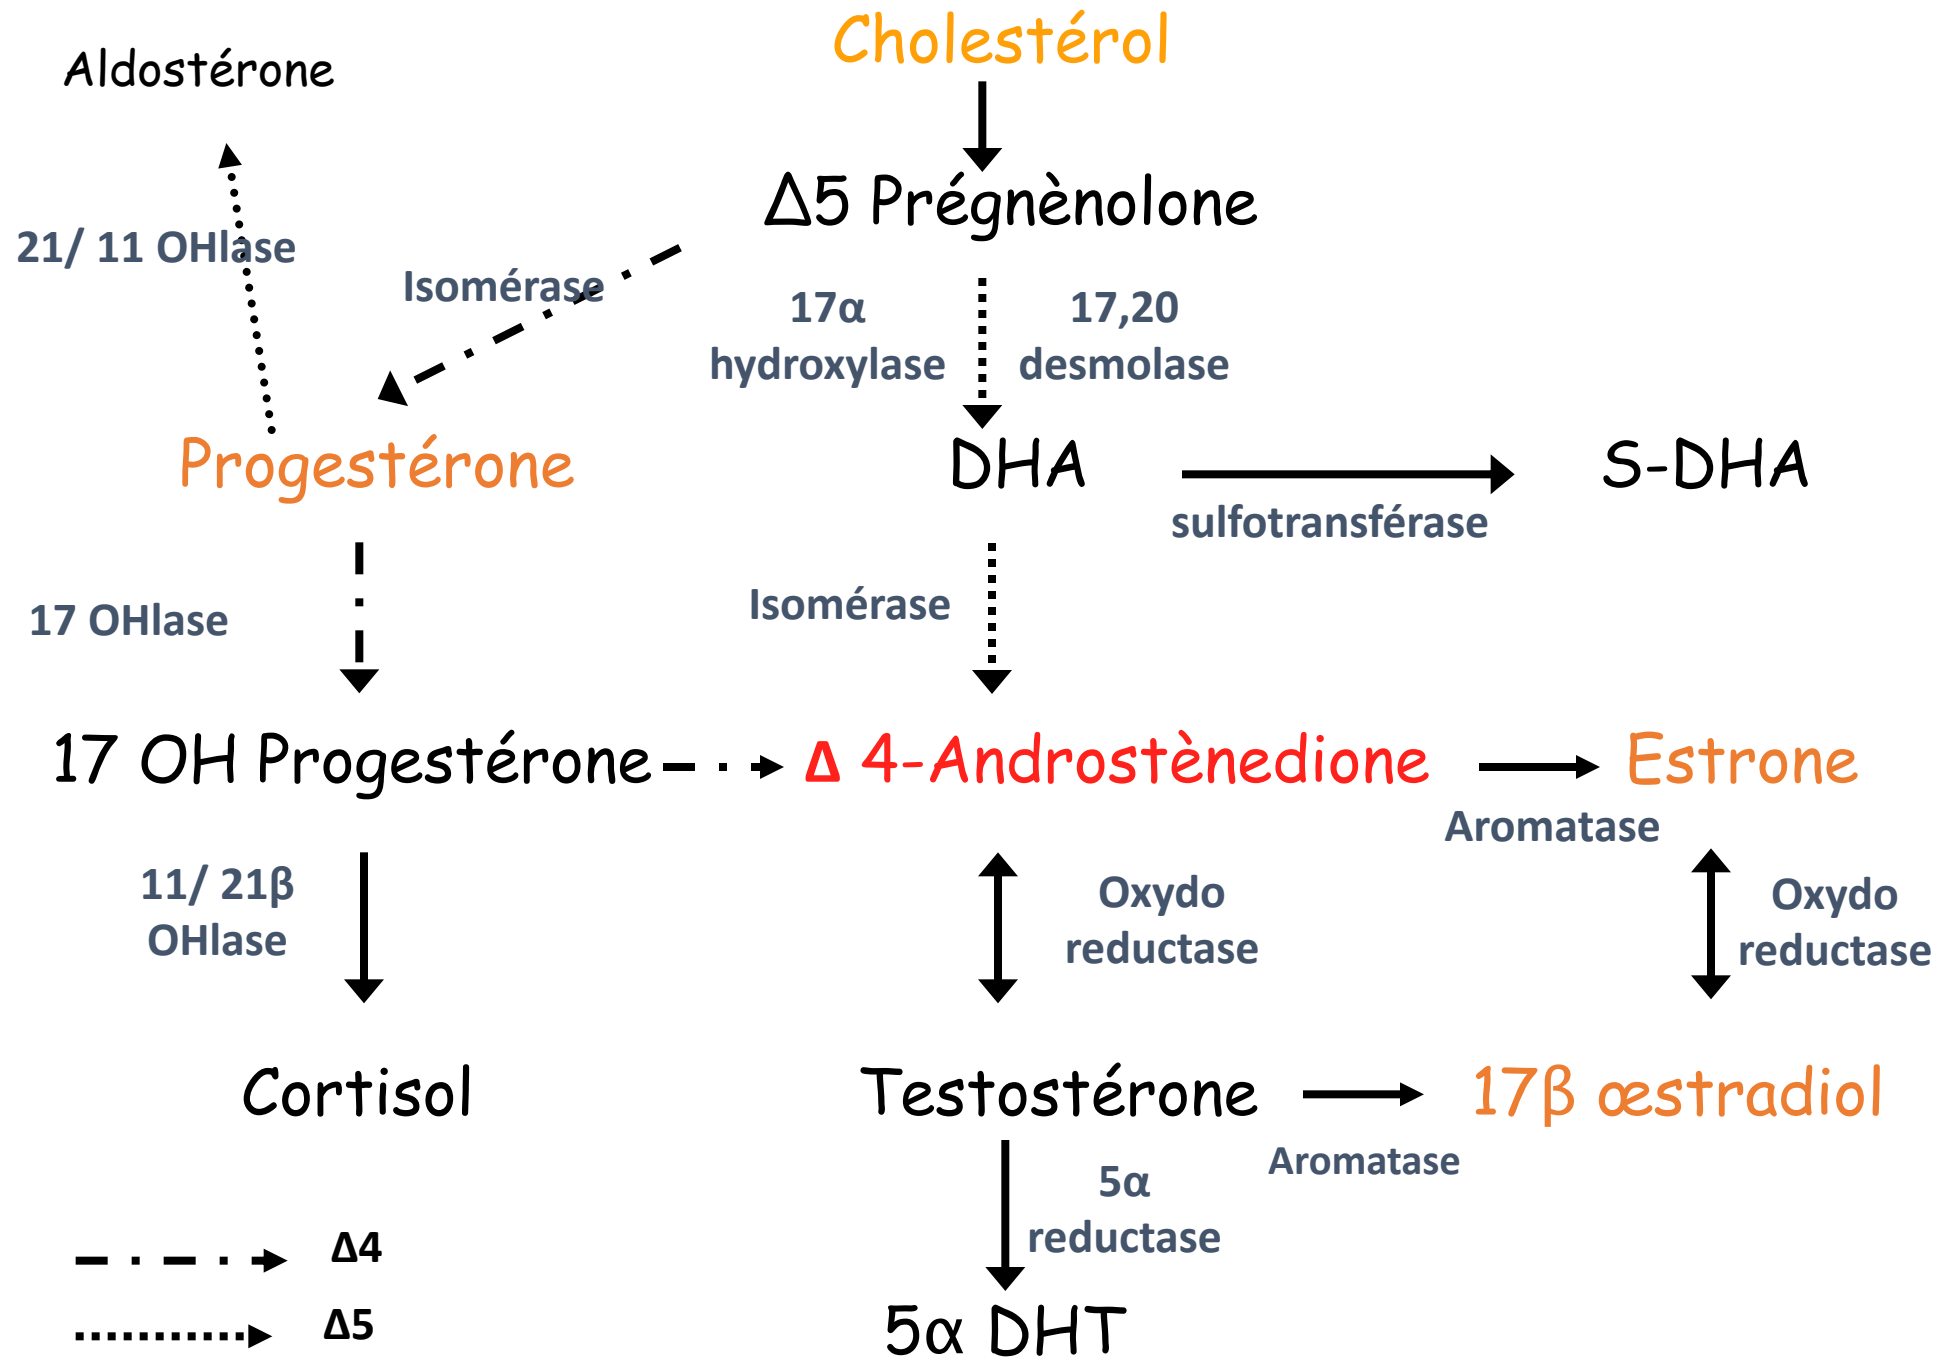 Cholestérol
Aldostérone
Δ5 Prégnènolone
21/ 11 OHlase
Isomérase
17α
hydroxylase
17,20
desmolase
Progestérone
DHA
S-DHA
sulfotransférase
17 OHlase
Isomérase
17 OH Progestérone
Δ 4-Androstènedione
Estrone
Aromatase
11/ 21β
OHlase
Oxydo
reductase
Oxydo
reductase
Cortisol
Testostérone
17β œstradiol
Aromatase
5α
reductase
Δ4
Δ5
5α DHT